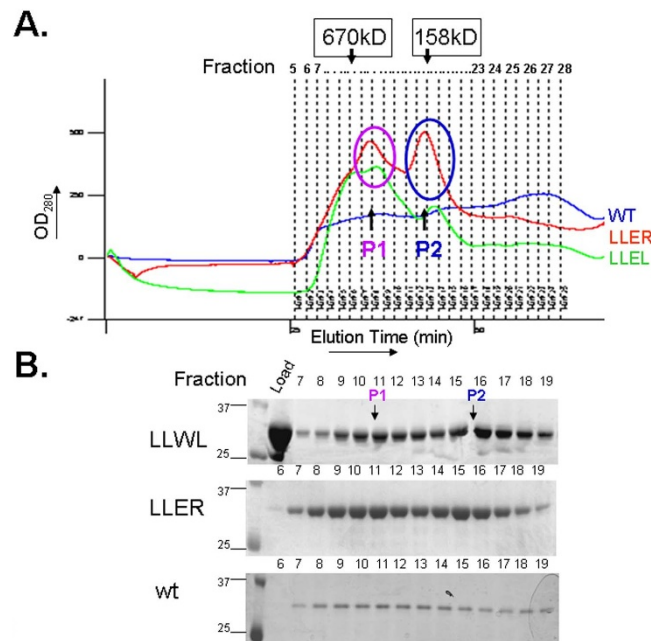 A.
670kD 158kD
Fraction 5 6 7 23 24 25 26 27 28
500
250
0
OD280
P1 P2
WT
LLER
LLEL
Elution Time (min)
B.
Fraction Load 7 8 9 10 11 12 13 14 15 16 17 18 19
P1 P2
37
LLWL
25
6 7 8 9 10 11 12 13 14 15 16 17 18 19
37
LLER
25
6 7 8 9 10 11 12 13 14 15 16 17 18 19
37
wt
25